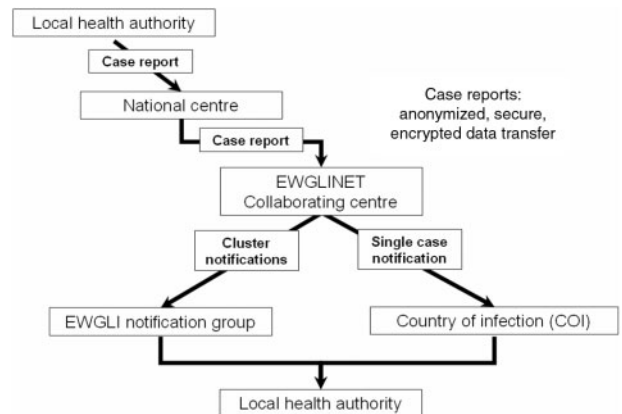 Local health authority
Case report
National centre
Case reports:
anonymized, secure,
encrypted data transfer
Case report
EWGLINET
Collaborating centre
Cluster
notifications
Single case
notification
EWGLI notification group
Country of infection (COI)
Local health authority